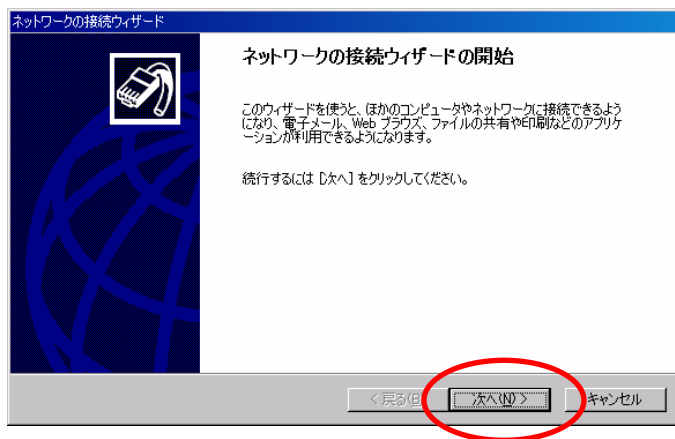 ネットワークの接続ウィザード
ネットワークの接続ウィザードの開始
このウィザードを使うと、ほかのコンピュータやネットワークに接続できるよう
になり、電子メール、Web ブラウズ、ファイルの共有や印刷などのアプリケ
ーションが利用できるようになります。
続行するには [次へ] をクリックしてください。
< 戻る(B) 次へ(N) > キャンセル